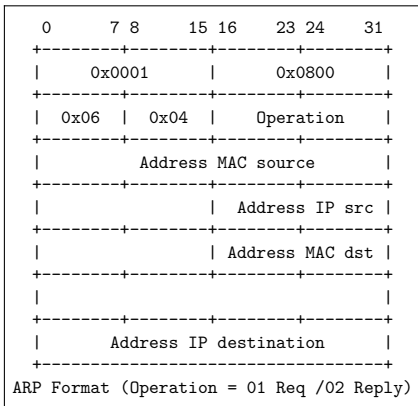 0       7 8      15 16     23 24     31
+--------+--------+--------+--------+
|     0x0001      |     0x0800      |
+--------+--------+--------+--------+
|  0x06  |  0x04  |    Operation    |
+--------+--------+--------+--------+
|         Address MAC source        |
+--------+--------+--------+--------+
|                 |  Address IP src |
+--------+--------+--------+--------+
|                 | Address MAC dst |
+--------+--------+--------+--------+
|                                   |
+--------+--------+--------+--------+
|      Address IP destination       |
+-----------------------------------+
ARP Format (Operation = 01 Req /02 Reply)